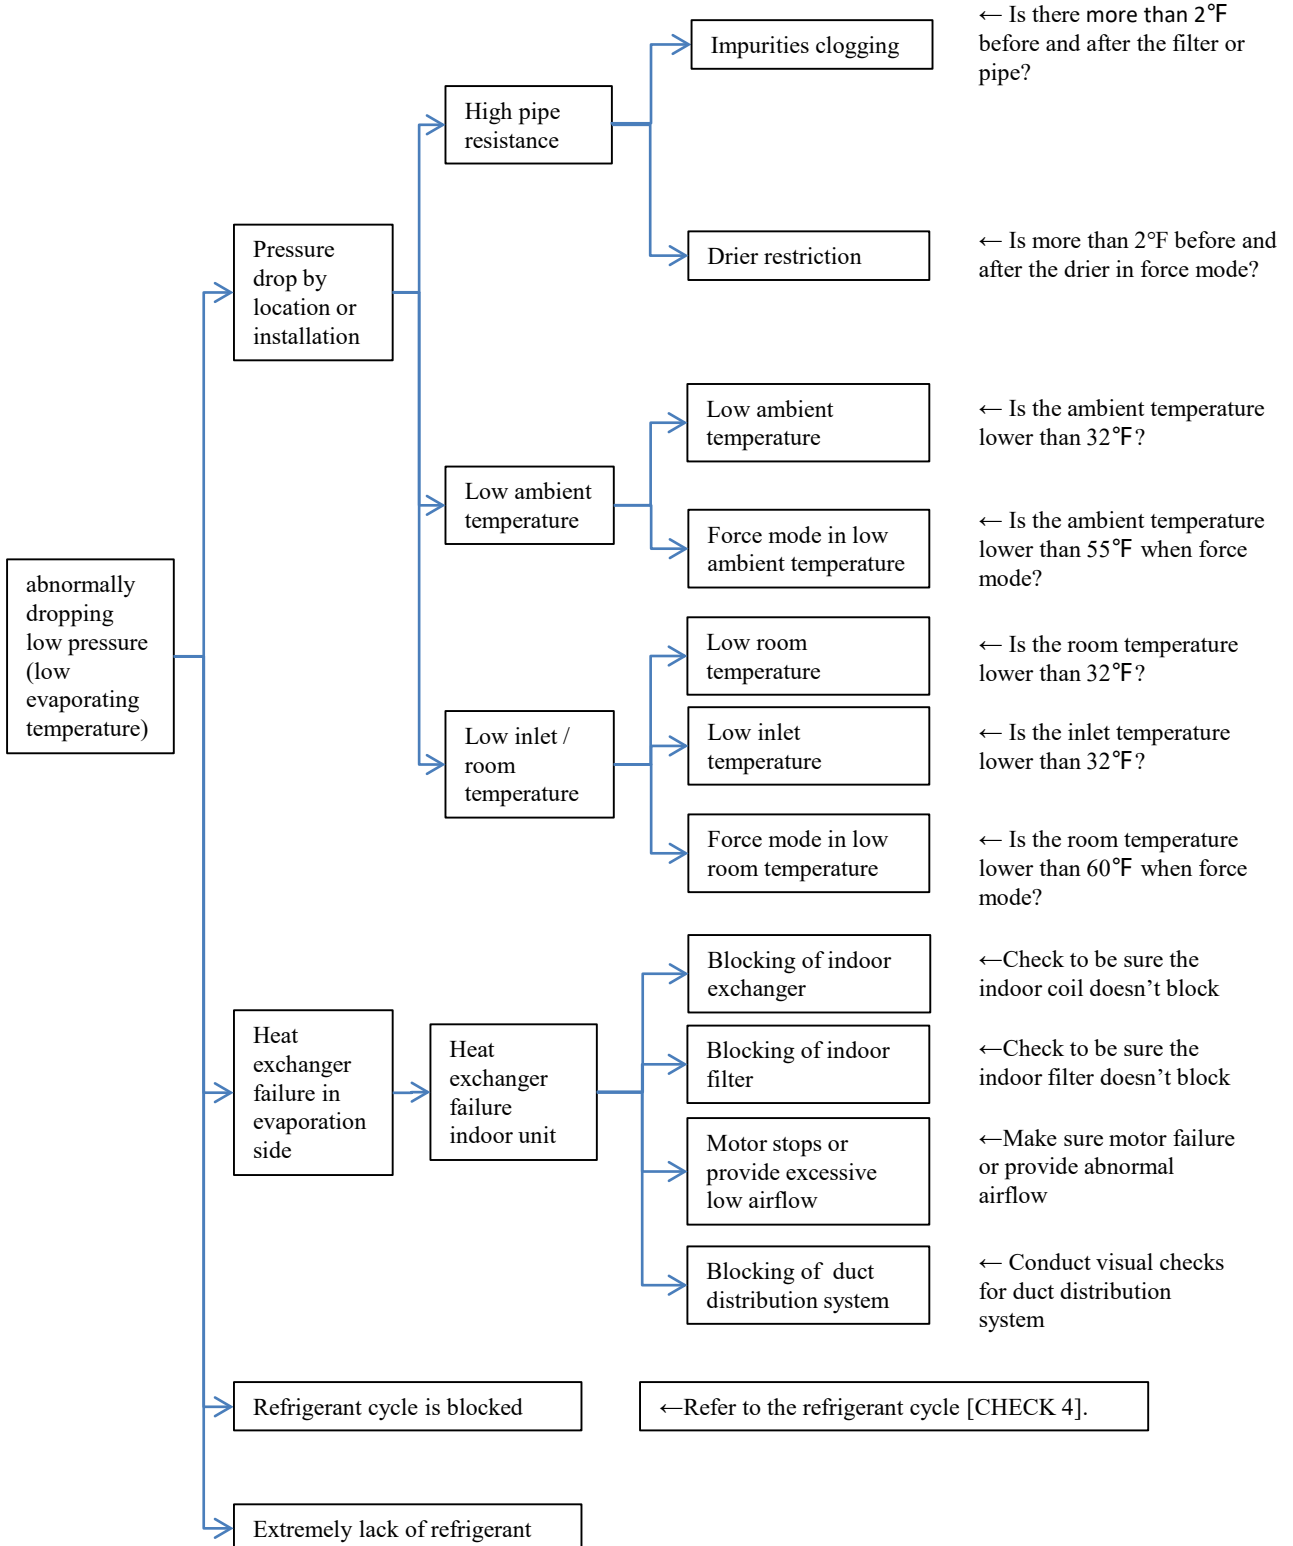 Impurities clogging
← Is there more than 2℉
before and after the filter or
pipe?
High pipe
resistance
Drier restriction
← Is more than 2°F before and
after the drier in force mode?
Pressure
drop by
location or
installation
Low ambient
temperature
← Is the ambient temperature
lower than 32℉?
Low ambient
temperature
Force mode in low
ambient temperature
← Is the ambient temperature
lower than 55℉ when force
mode?
abnormally
dropping
low pressure
(low
evaporating
temperature)
Low room
temperature
← Is the room temperature
lower than 32℉?
Low inlet /
room
temperature
Low inlet
temperature
← Is the inlet temperature
lower than 32℉?
Force mode in low
room temperature
← Is the room temperature
lower than 60℉ when force
mode?
Blocking of indoor
exchanger
←Check to be sure the
indoor coil doesn’t block
Heat
exchanger
failure in
evaporation
side
Heat
exchanger
failure
indoor unit
Blocking of indoor
filter
←Check to be sure the
indoor filter doesn’t block
Motor stops or
provide excessive
low airflow
←Make sure motor failure
or provide abnormal
airflow
Blocking of  duct
distribution system
← Conduct visual checks
for duct distribution
system
Refrigerant cycle is blocked
←Refer to the refrigerant cycle [CHECK 4].
Extremely lack of refrigerant